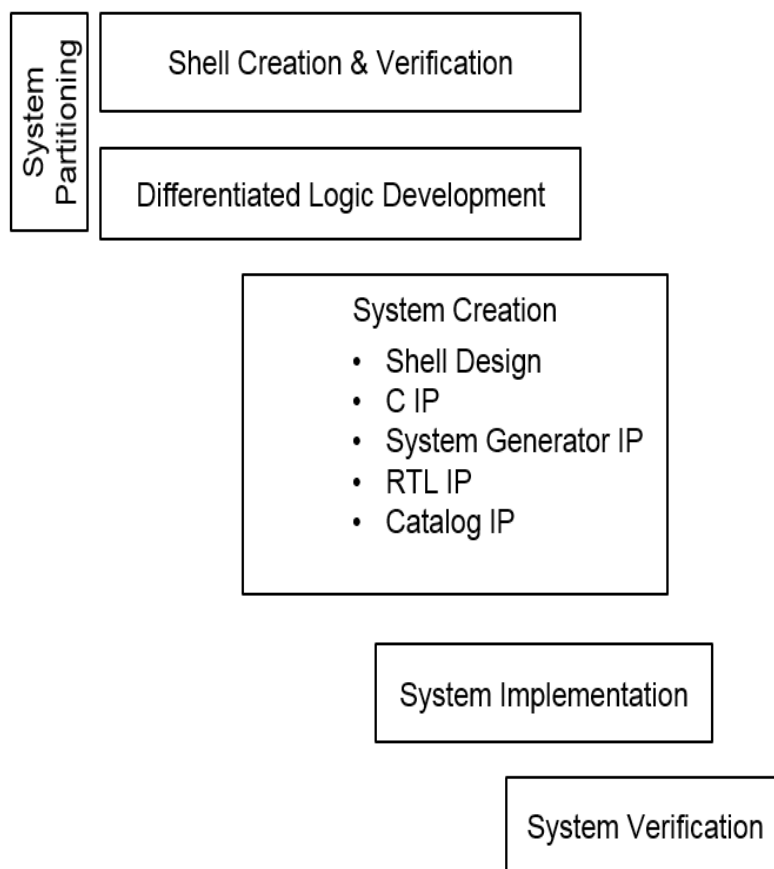 System
Partitioning
Shell Creation & Verification
Differentiated Logic Development
System Creation
• Shell Design
• C IP
• System Generator IP
• RTL IP
• Catalog IP
System Implementation
System Verification